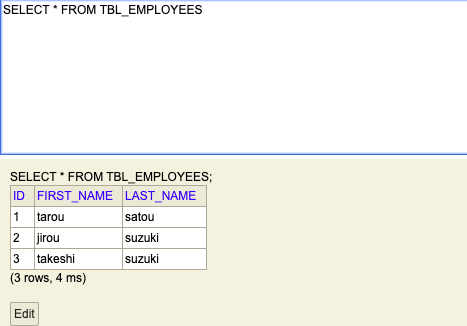 SELECT * FROM TBL_EMPLOYEES
SELECT * FROM TBL_EMPLOYEES;
ID FIRST_NAME LAST_NAME
1 tarou satou
2 jirou suzuki
3 takeshi suzuki
(3 rows, 4 ms)
Edit